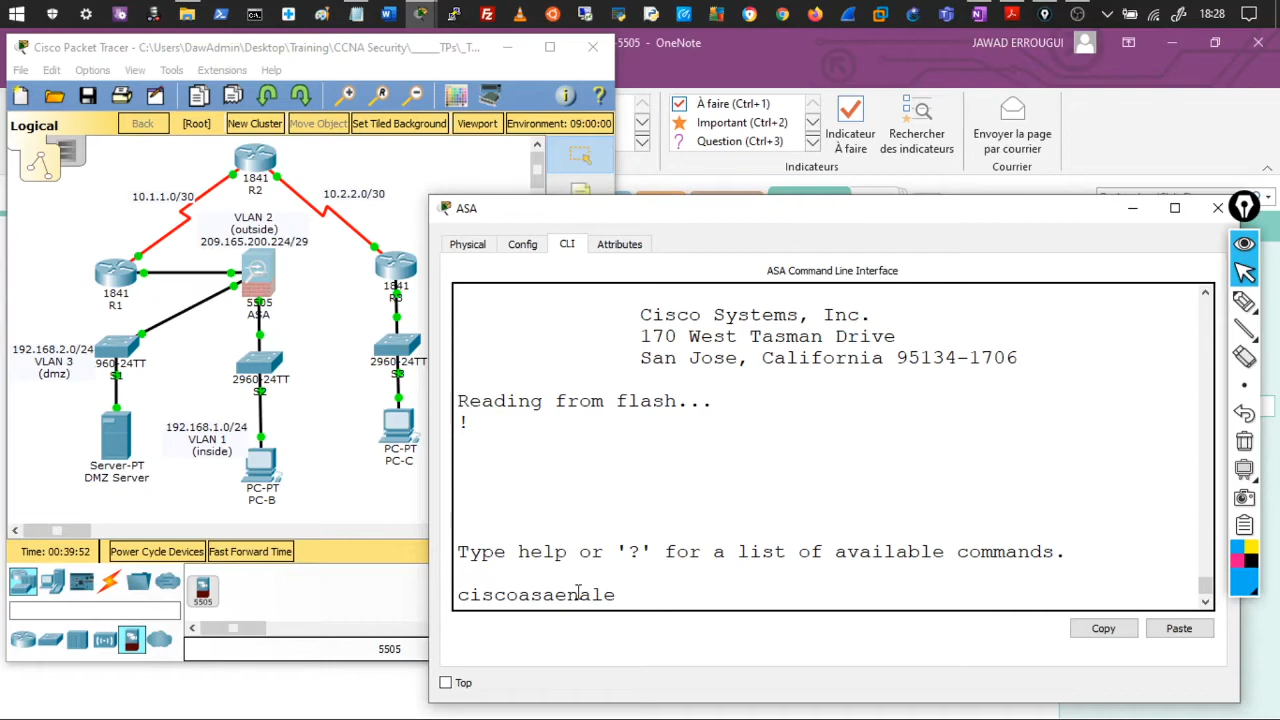 18:28
Cisco Packet Tracer - C:\Users\DawAdmin\Desktop\Training\CCNA Security\_____TPs\_T...
- 5505 - OneNote
JAWAD ERROUGUI
File Edit Options View Tools Extensions Help
Logical
Back
[Root]
New Cluster
Move Object
Set Tiled Background
Viewport
Environment: 09:00:00
À faire (Ctrl+1)
Important (Ctrl+2)
Question (Ctrl+3)
Indicateur
À faire
Rechercher
des indicateurs
Envoyer la page
par courrier
Indicateurs
Courrier
1841
R2
10.1.1.0/30
10.2.2.0/30
VLAN 2
(outside)
209.165.200.224/29
1841
R1
5505
ASA
1841
R3
192.168.2.0/24
VLAN 3
(dmz)
960-24TT
S1
2960-24TT
S2
2960-24TT
S3
192.168.1.0/24
VLAN 1
(inside)
Server-PT
DMZ Server
PC-PT
PC-B
PC-PT
PC-C
Time: 00:39:52
Power Cycle Devices
Fast Forward Time
5505
5505
ASA
Physical
Config
CLI
Attributes
ASA Command Line Interface
Cisco Systems, Inc.
170 West Tasman Drive
San Jose, California 95134-1706
Reading from flash...
!
Type help or '?' for a list of available commands.
ciscoasaenale
Copy
Paste
Top